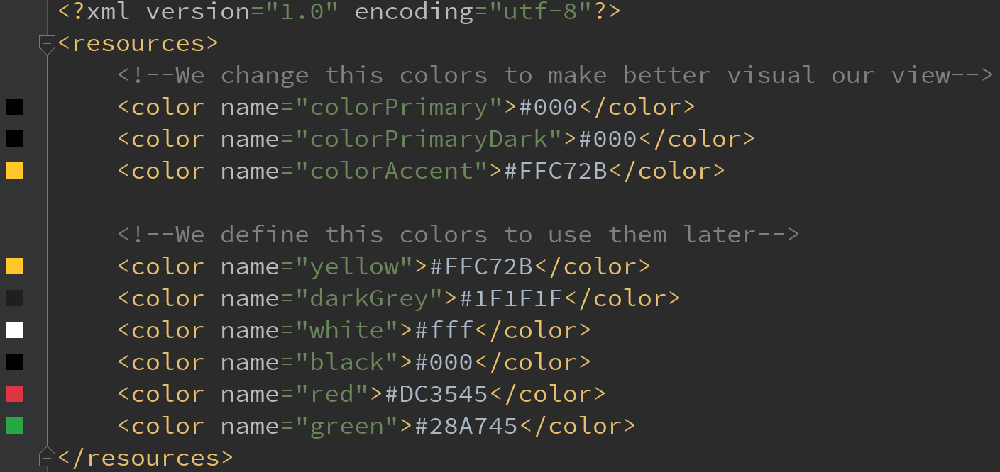 <?xml version="1.0" encoding="utf-8"?>
<resources>
    <!--We change this colors to make better visual our view-->
    <color name="colorPrimary">#000</color>
    <color name="colorPrimaryDark">#000</color>
    <color name="colorAccent">#FFC72B</color>

    <!--We define this colors to use them later-->
    <color name="yellow">#FFC72B</color>
    <color name="darkGrey">#1F1F1F</color>
    <color name="white">#fff</color>
    <color name="black">#000</color>
    <color name="red">#DC3545</color>
    <color name="green">#28A745</color>
</resources>